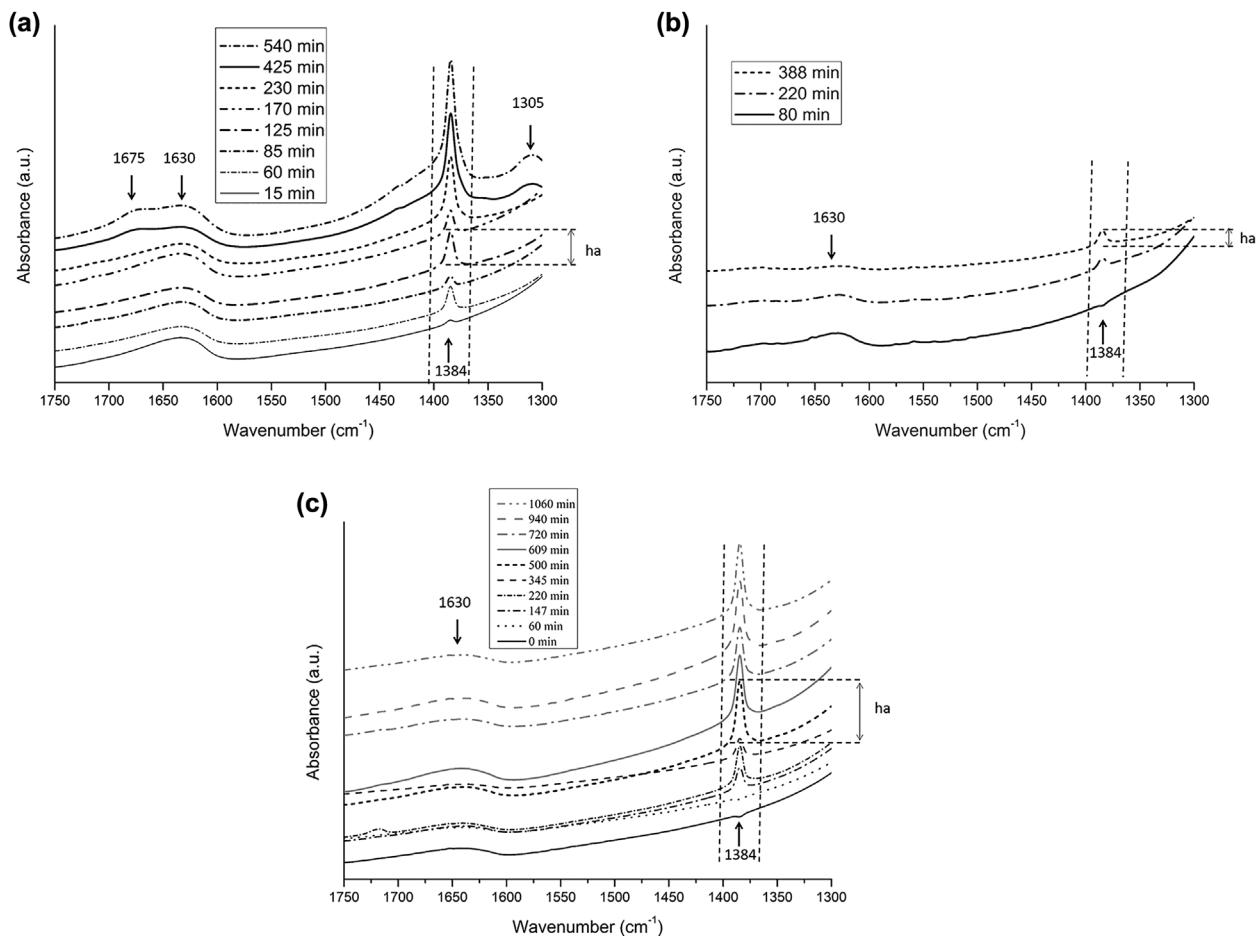 (a)
540 min
425 min
230 min
170 min
125 min
85 min
60 min
15 min
1675
1630
1305
ha
1384
Absorbance (a.u.)
1750 1700 1650 1600 1550 1500 1450 1400 1350 1300
Wavenumber (cm⁻¹)
(b)
388 min
220 min
80 min
1630
ha
1384
Absorbance (a.u.)
1750 1700 1650 1600 1550 1500 1450 1400 1350 1300
Wavenumber (cm⁻¹)
(c)
1060 min
940 min
720 min
609 min
500 min
345 min
220 min
147 min
60 min
0 min
1630
ha
1384
Absorbance (a.u.)
1750 1700 1650 1600 1550 1500 1450 1400 1350 1300
Wavenumber (cm⁻¹)